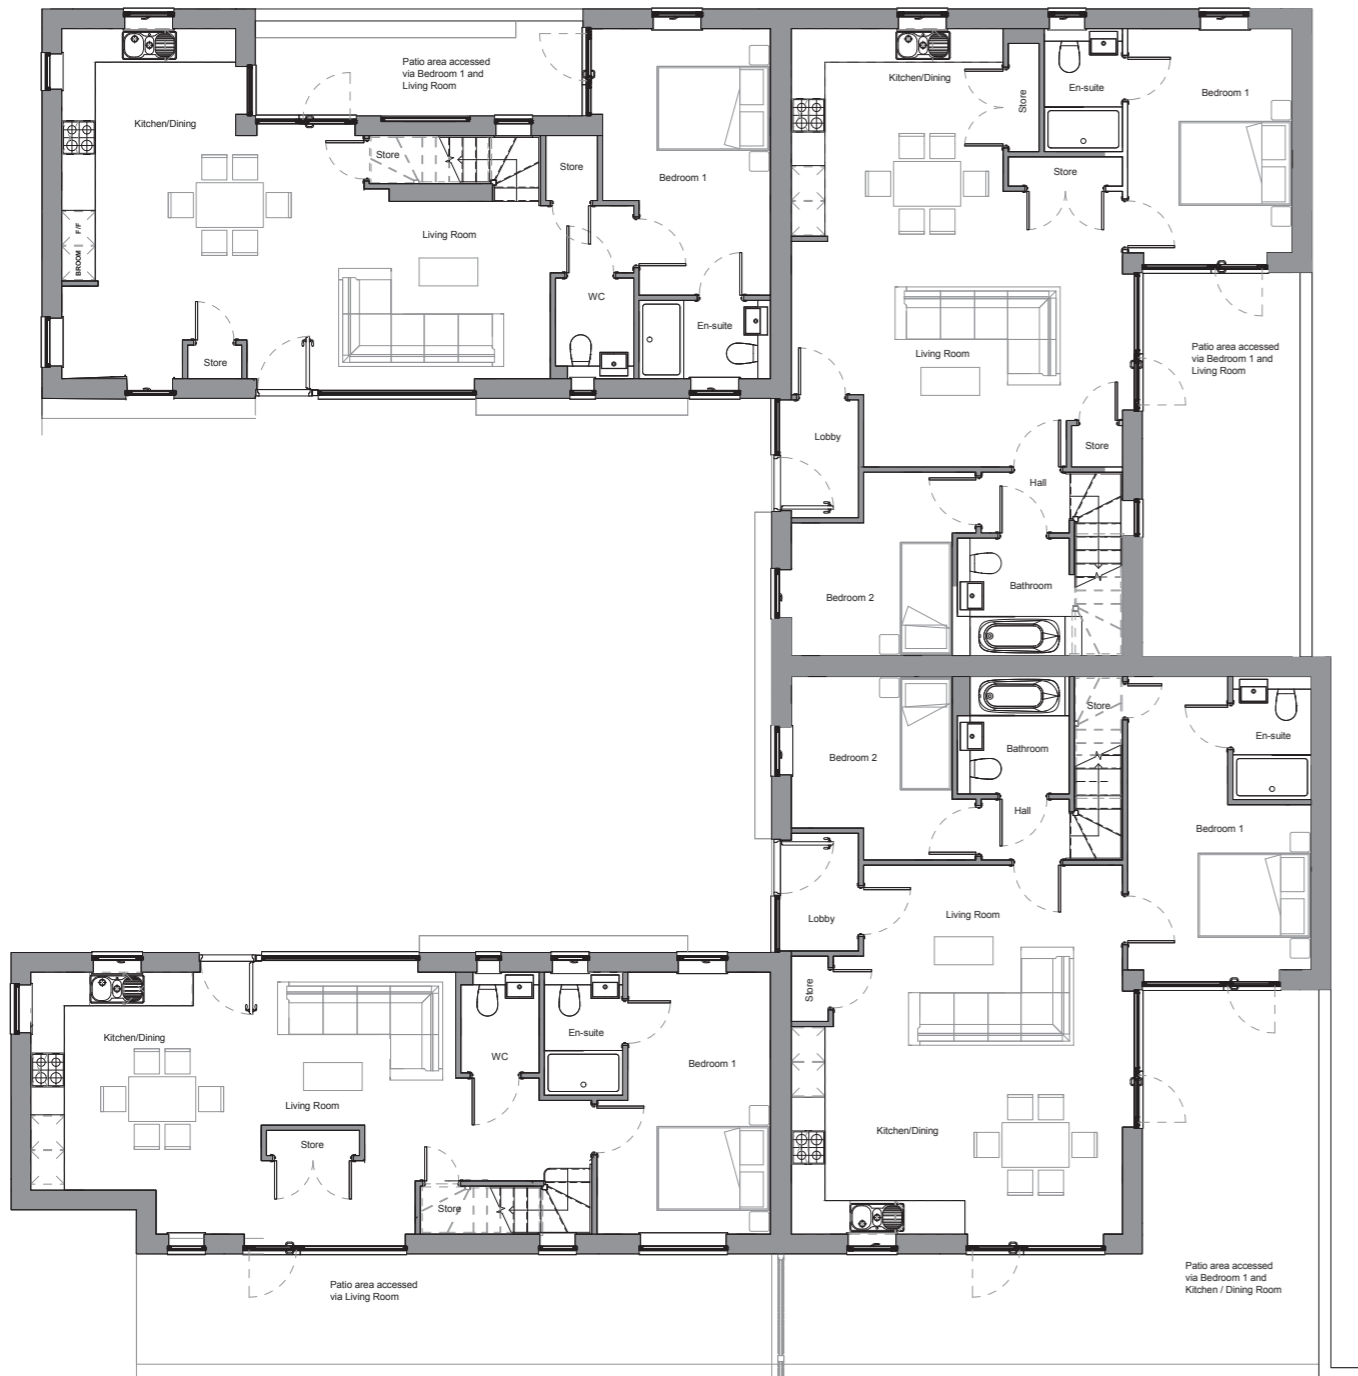 Patio area accessed
via Bedroom 1 and
Living Room
Kitchen/Dining
Store
Store
Bedroom 1
Living Room
BROOM F/F
WC
En-suite
Store
Kitchen/Dining
Store
En-suite
Bedroom 1
Store
Living Room
Patio area accessed
via Bedroom 1 and
Living Room
Lobby
Store
Hall
Bedroom 2
Bathroom
Store
Bedroom 2
Bathroom
En-suite
Hall
Bedroom 1
Lobby
Living Room
Store
Kitchen/Dining
Patio area accessed
via Bedroom 1 and
Kitchen / Dining Room
Kitchen/Dining
En-suite
WC
Bedroom 1
Living Room
Store
Store
Patio area accessed
via Living Room